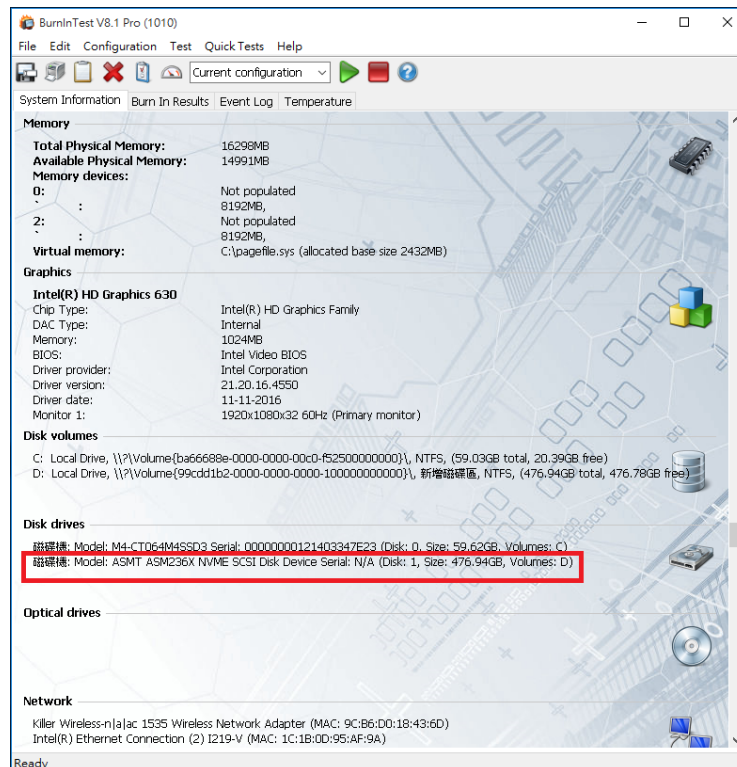 BurnInTest V8.1 Pro (1010)
File Edit Configuration Test Quick Tests Help
Current configuration
System Information Burn In Results Event Log Temperature
Memory
Total Physical Memory: 16298MB
Available Physical Memory: 14991MB
Memory devices:
0: Not populated
` : 8192MB,
2: Not populated
` : 8192MB,
Virtual memory: C:\pagefile.sys (allocated base size 2432MB)
Graphics
Intel(R) HD Graphics 630
Chip Type: Intel(R) HD Graphics Family
DAC Type: Internal
Memory: 1024MB
BIOS: Intel Video BIOS
Driver provider: Intel Corporation
Driver version: 21.20.16.4550
Driver date: 11-11-2016
Monitor 1: 1920x1080x32 60Hz (Primary monitor)
Disk volumes
C: Local Drive, \\?\Volume{ba66688e-0000-0000-00c0-f52500000000}\, NTFS, (59.03GB total, 20.39GB free)
D: Local Drive, \\?\Volume{99cdd1b2-0000-0000-0000-100000000000}\, 新增磁碟區, NTFS, (476.94GB total, 476.78GB free)
Disk drives
磁碟機: Model: M4-CT064M4SSD3 Serial: 00000000121403347E23 (Disk: 0, Size: 59.62GB, Volumes: C)
磁碟機: Model: ASMT ASM236X NVME SCSI Disk Device Serial: N/A (Disk: 1, Size: 476.94GB, Volumes: D)
Optical drives
Network
Killer Wireless-n|a|ac 1535 Wireless Network Adapter (MAC: 9C:B6:D0:18:43:6D)
Intel(R) Ethernet Connection (2) I219-V (MAC: 1C:1B:0D:95:AF:9A)
Ready